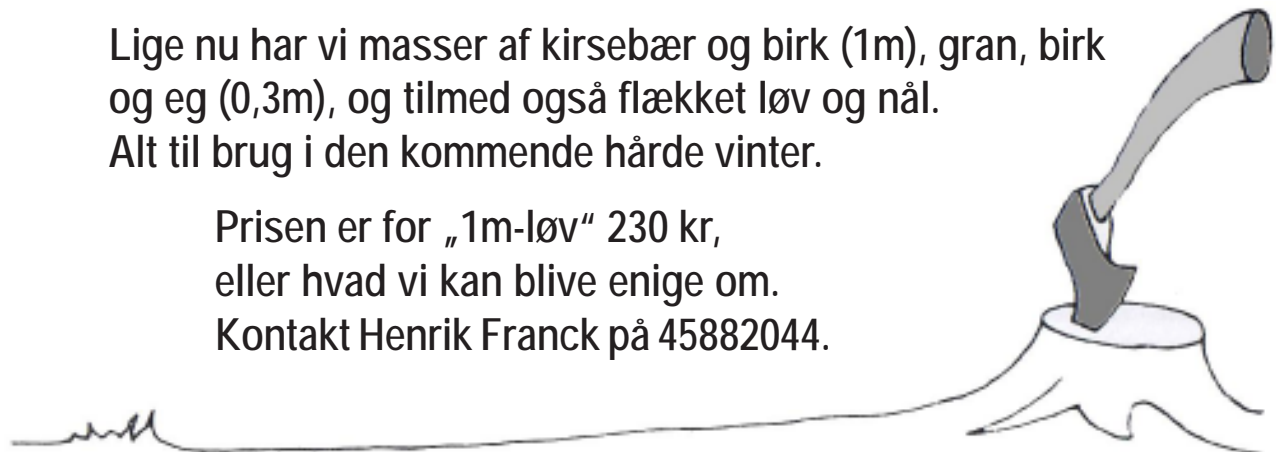 Lige nu har vi masser af kirsebær og birk (1m), gran, birk
og eg (0,3m), og tilmed også flækket løv og nål.
Alt til brug i den kommende hårde vinter.
Prisen er for „1m-løv“ 230 kr,
eller hvad vi kan blive enige om.
Kontakt Henrik Franck på 45882044.